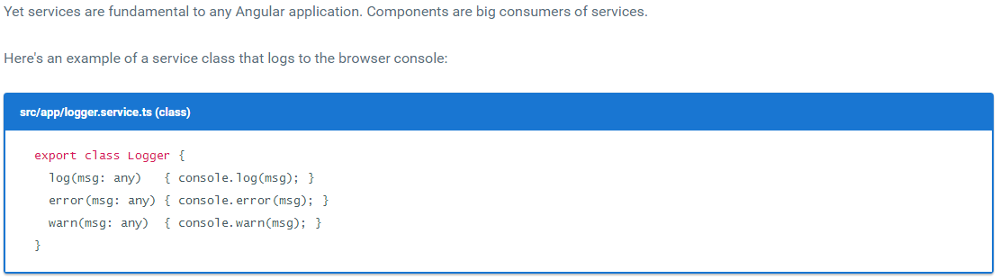 Yet services are fundamental to any Angular application. Components are big consumers of services.
Here's an example of a service class that logs to the browser console:
src/app/logger.service.ts (class)
export class Logger {
  log(msg: any)   { console.log(msg); }
  error(msg: any) { console.error(msg); }
  warn(msg: any)  { console.warn(msg); }
}